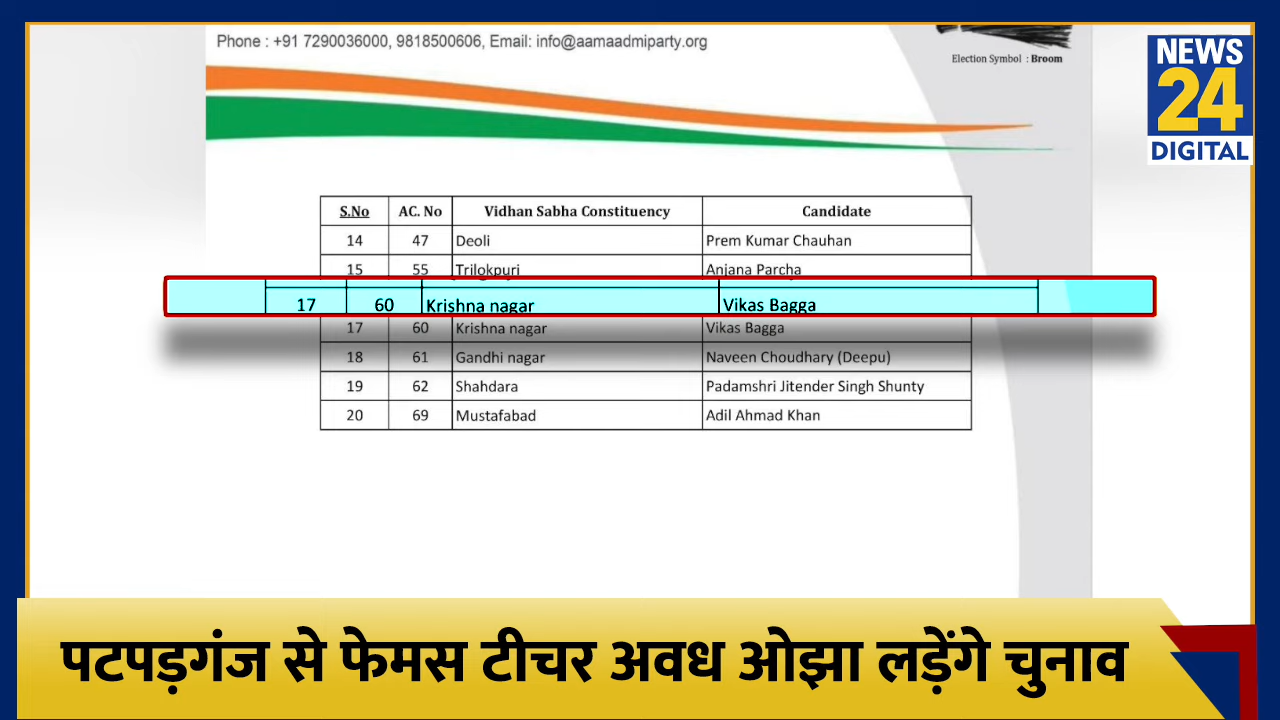 Phone : +91 7290036000, 9818500606, Email: info@aamaadmiparty.org
Election Symbol : Broom
NEWS
24
DIGITAL
S.No AC. No Vidhan Sabha Constituency Candidate
14 47 Deoli Prem Kumar Chauhan
15 55 Trilokpuri Anjana Parcha
17 60 Krishna nagar Vikas Bagga
17 60 Krishna nagar Vikas Bagga
18 61 Gandhi nagar Naveen Choudhary (Deepu)
19 62 Shahdara Padamshri Jitender Singh Shunty
20 69 Mustafabad Adil Ahmad Khan
पटपड़गंज से फेमस टीचर अवध ओझा लड़ेंगे चुनाव